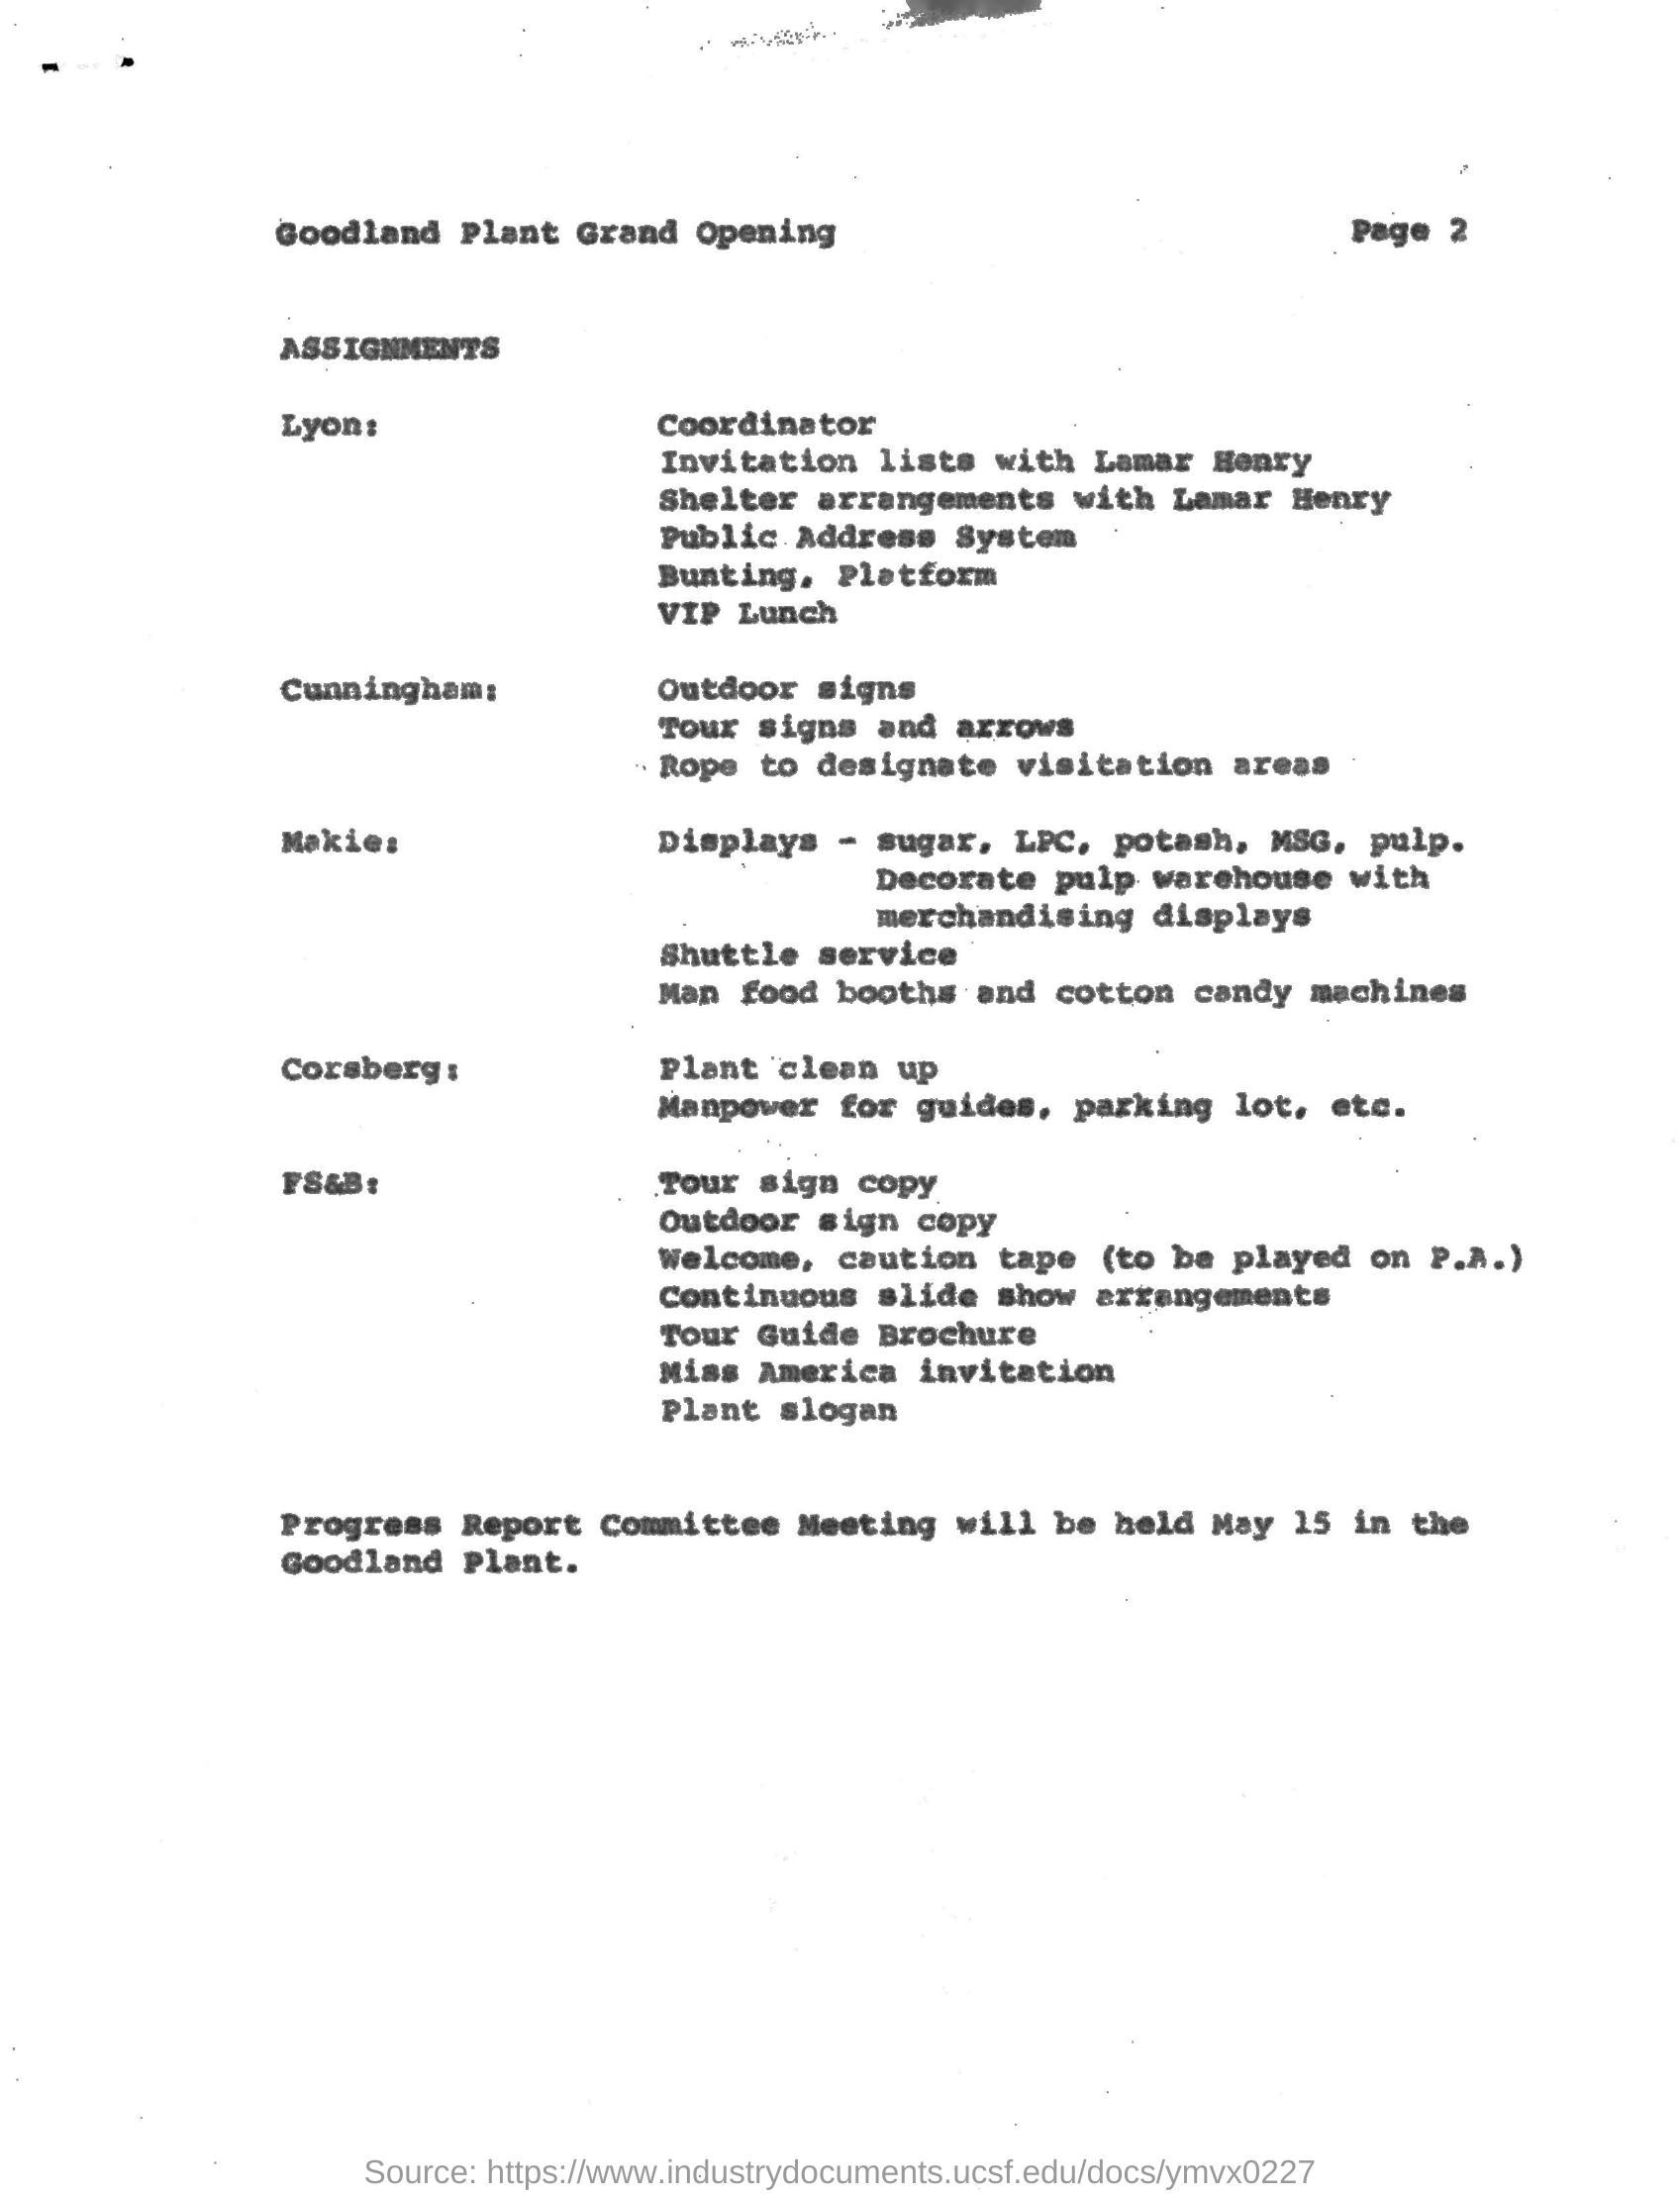 Goodland Plant Grand Opening Page 2
ASSIGNMENTS
Lyon: Coordinator
Invitation lists with Lamar Henry
Shelter arrangements with Lamar Henry
Public Address System
Bunting, Platform
VIP Lunch
Cunningham: Outdoor signs
Tour signs and arrows
Rope to designate visitation areas
Makie: Displays - sugar, LPC, potash, MSG, pulp.
Decorate pulp warehouse with
merchandising displays
Shuttle service
Man food booths and cotton candy machines
Corsberg: Plant clean up
Manpower for guides, parking lot, etc.
FS&B: Tour sign copy
Outdoor sign copy
Welcome, caution tape (to be played on P.A.)
Continuous slide show arrangements
Tour Guide Brochure
Miss America invitation
Plant slogan
Progress Report Committee Meeting will be held May 15 in the
Goodland Plant.
Source: https://www.industrydocuments.ucsf.edu/docs/ymvx0227